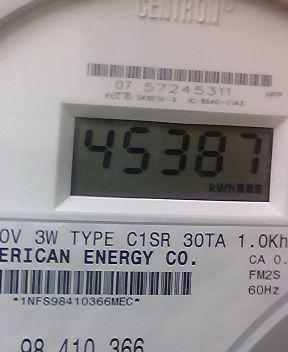 CENTRON®
07 57245311
45387
kWh
0V 3W TYPE C1SR 30TA 1.0Kh
ERICAN ENERGY CO.
CA 0.
FM2S
60Hz
*1NFS98410366MEC*
98 410 366